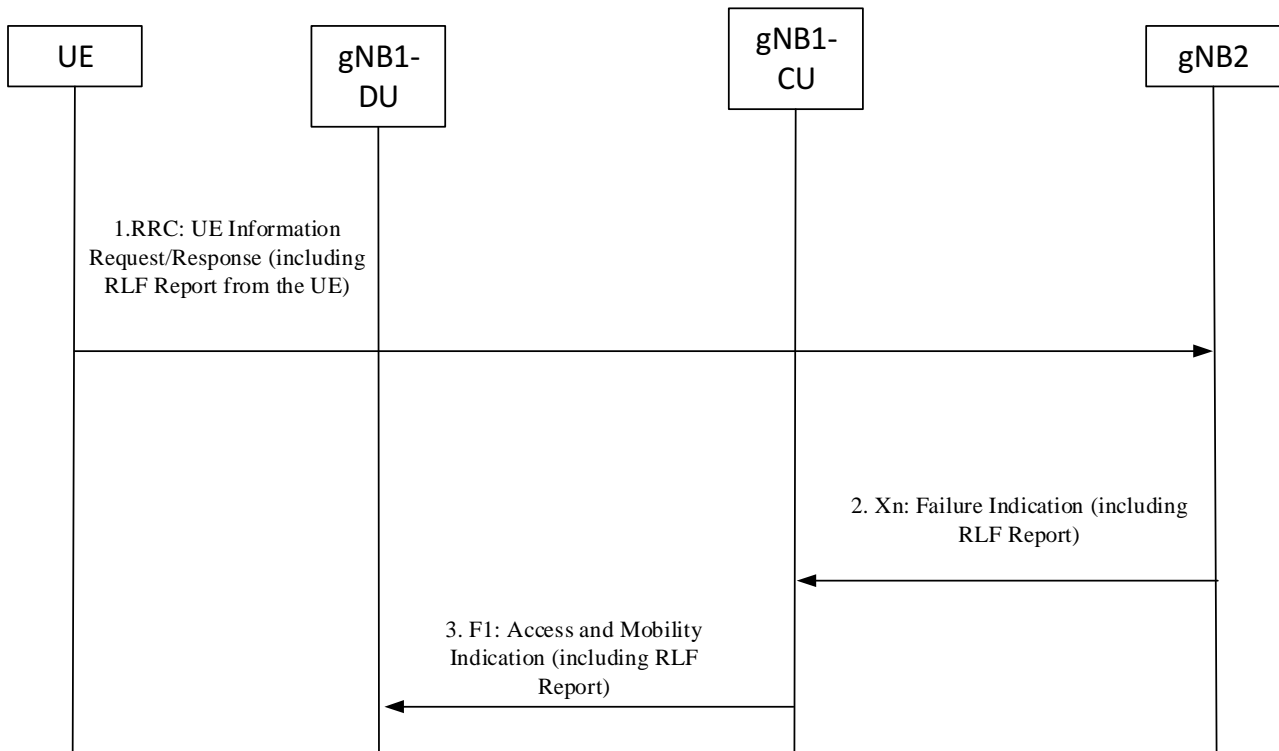 UE
gNB1-
DU
gNB1-
CU
gNB2
1.RRC: UE Information
Request/Response (including
RLF Report from the UE)
2. Xn: Failure Indication (including
RLF Report)
3. F1: Access and Mobility
Indication (including RLF
Report)